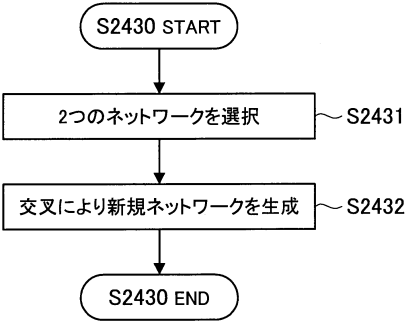 S2430 START
2つのネットワークを選択
S2431
交叉により新規ネットワークを生成
S2432
S2430 END